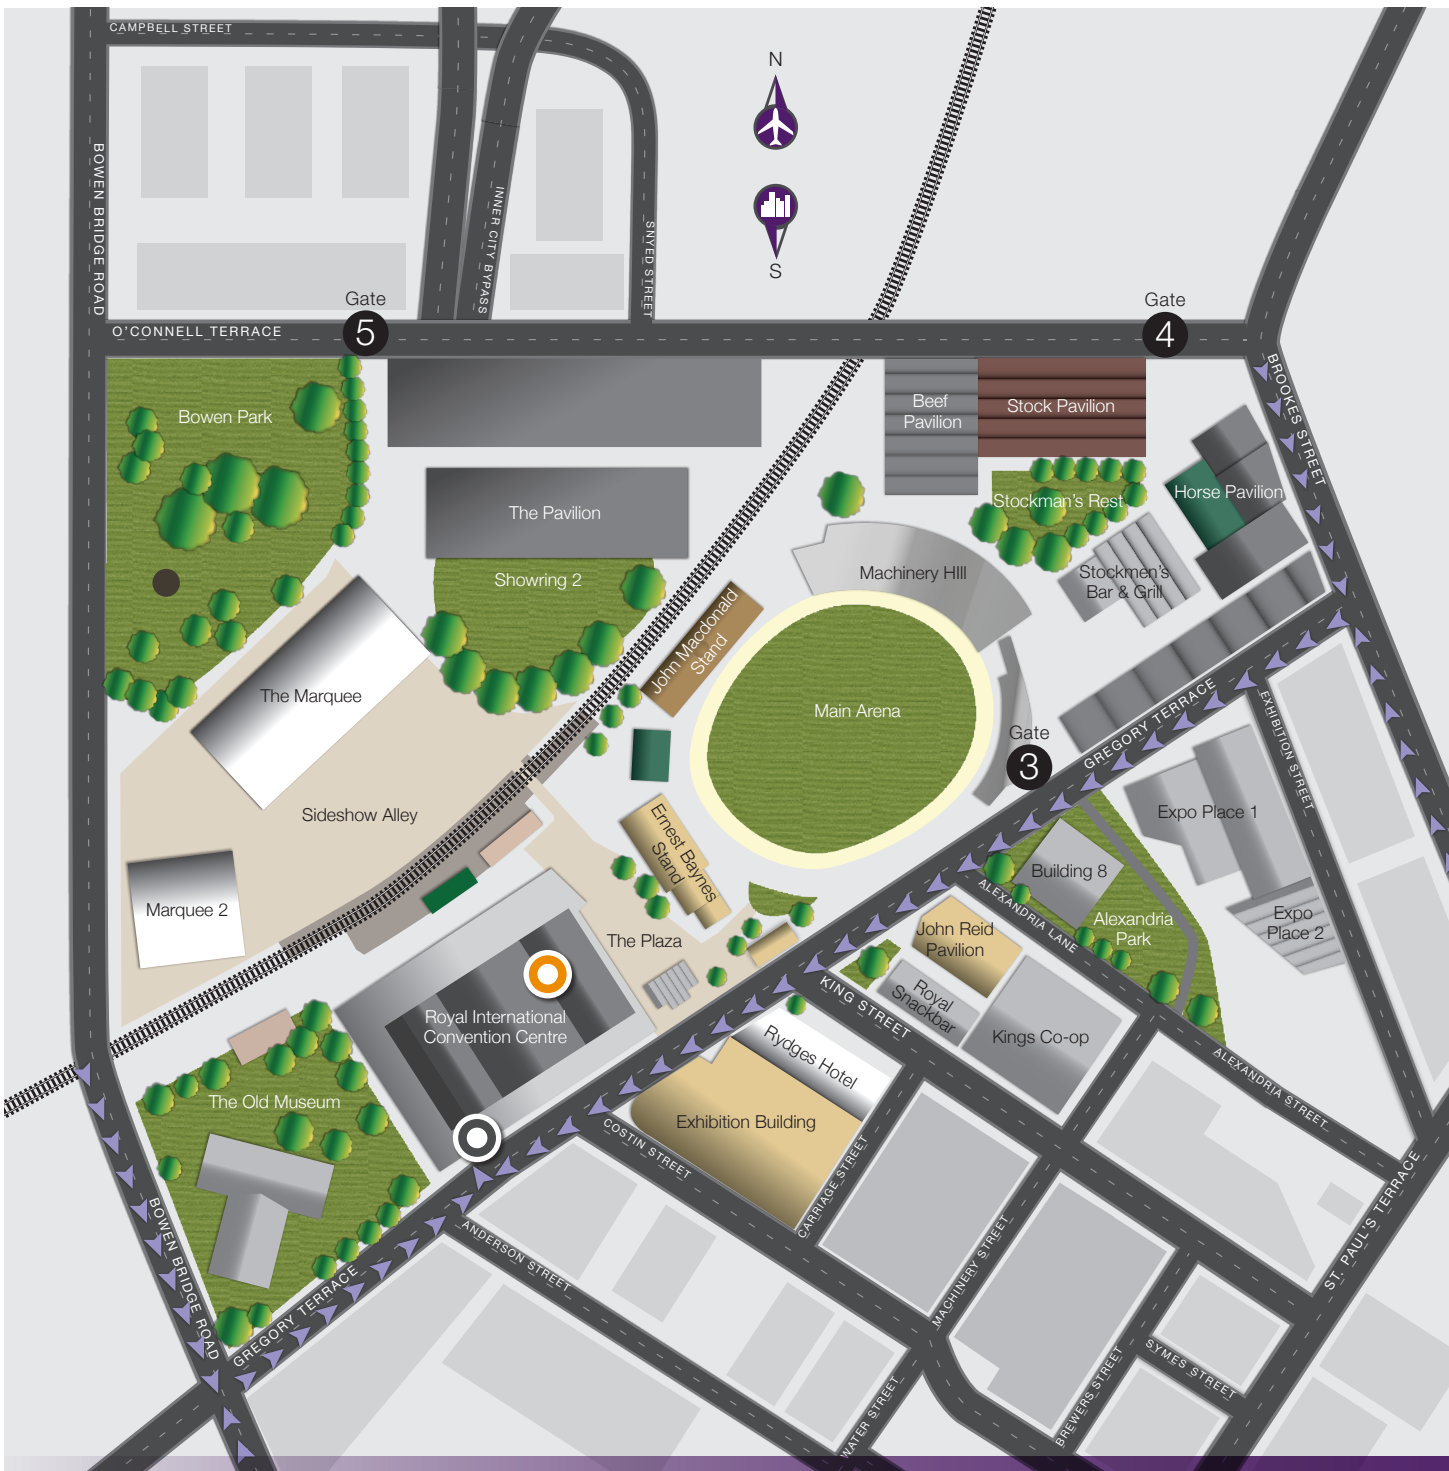 CAMPBELL STREET
N
S
BOWEN BRIDGE ROAD
INNER CITY BYPASS
SNYED STREET
Gate
5
Gate
4
O'CONNELL TERRACE
BROOKES STREET
Bowen Park
Beef
Pavilion
Stock Pavilion
The Pavilion
Stockman's Rest
Horse Pavilion
Showring 2
Machinery HIll
Stockmen's
Bar & Grill
John Macdonald
Stand
The Marquee
Main Arena
Gate
3
GREGORY TERRACE
EXHIBITION STREET
Sideshow Alley
Expo Place 1
Ernest Baynes
Stand
Building 8
Marquee 2
Alexandria
Park
Expo
Place 2
ALEXANDRIA LANE
John Reid
Pavilion
The Plaza
Royal International
Convention Centre
KING STREET
Royal
Snackbar
Kings Co-op
Rydges Hotel
ALEXANDRIA STREET
The Old Museum
Exhibition Building
COSTIN STREET
CARRIAGE STREET
ST. PAUL'S TERRACE
BOWEN BRIDGE ROAD
GREGORY TERRACE
ANDERSON STREET
MACHINERY STREET
SYMES STREET
BREWERS STREET
WATER STREET